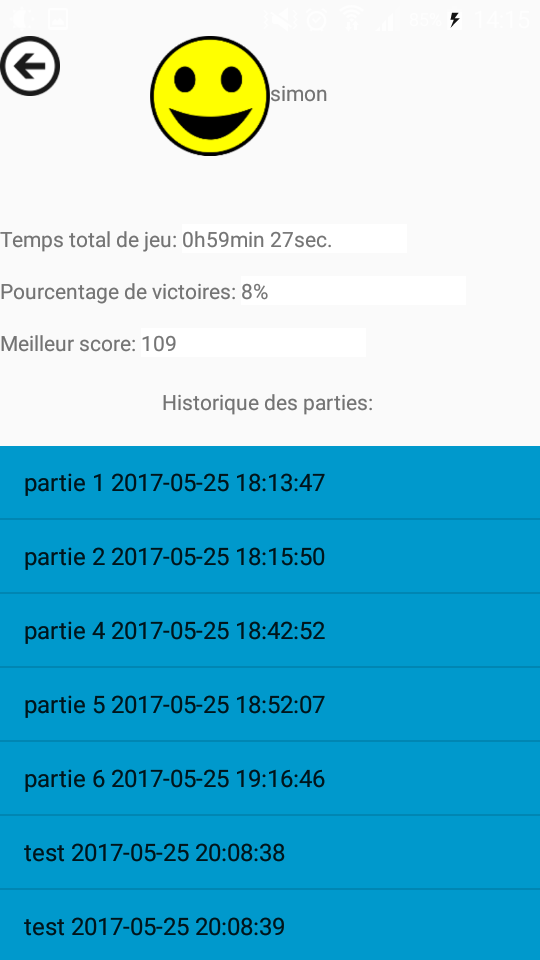 14:15
simon
Temps total de jeu: 0h59min 27sec.
Pourcentage de victoires: 8%
Meilleur score: 109
Historique des parties:
partie 1 2017-05-25 18:13:47
partie 2 2017-05-25 18:15:50
partie 4 2017-05-25 18:42:52
partie 5 2017-05-25 18:52:07
partie 6 2017-05-25 19:16:46
test 2017-05-25 20:08:38
test 2017-05-25 20:08:39